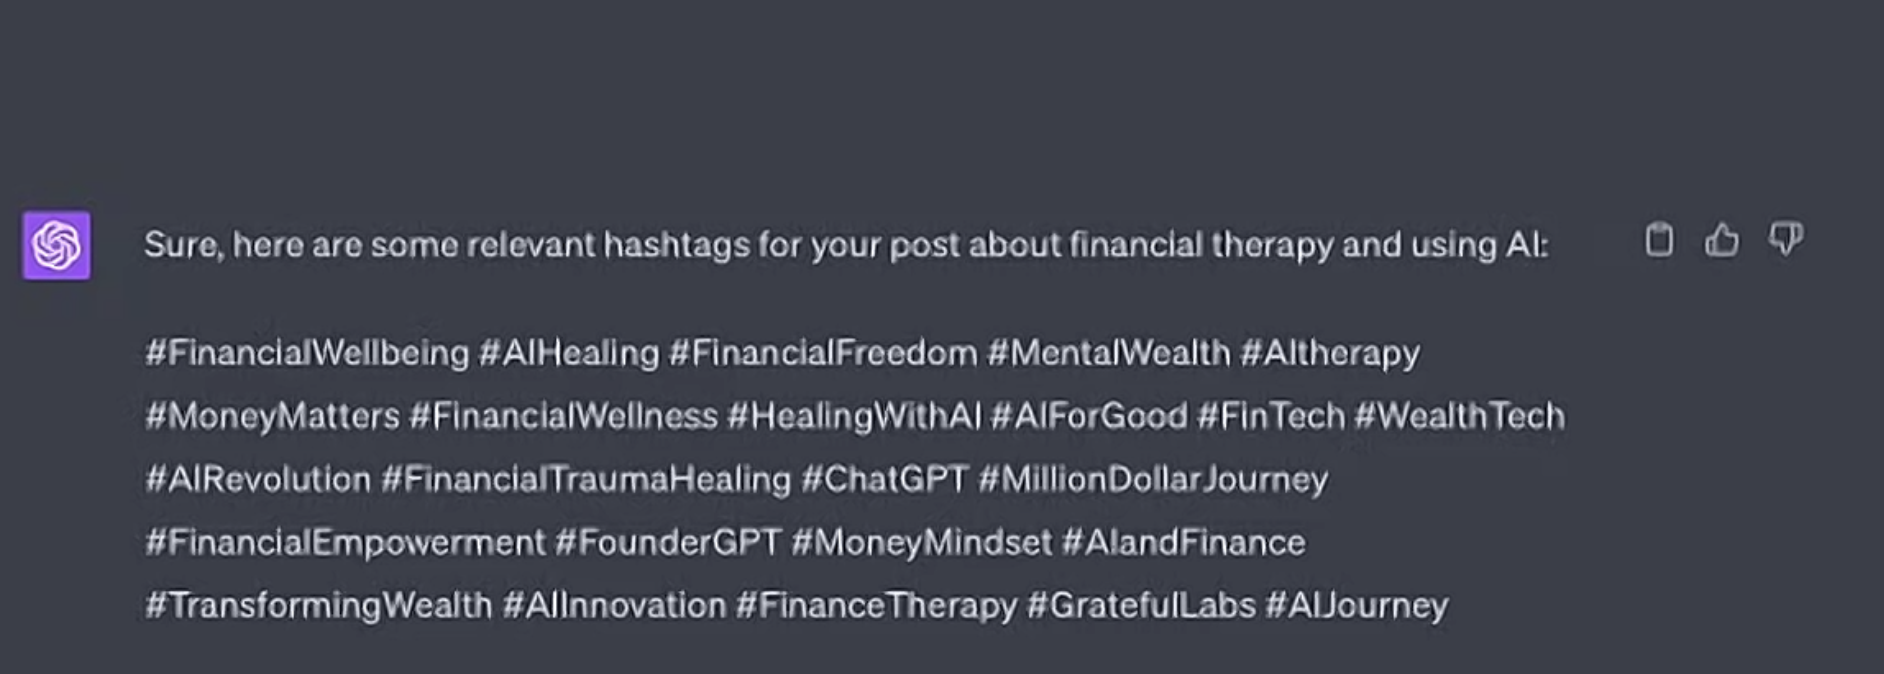 Sure, here are some relevant hashtags for your post about financial therapy and using AI:
#FinancialWellbeing #AIHealing #FinancialFreedom #MentalWealth #AItherapy
#MoneyMatters #FinancialWellness #HealingWithAI #AIForGood #FinTech #WealthTech
#AIRevolution #FinancialTraumaHealing #ChatGPT #MillionDollarJourney
#FinancialEmpowerment #FounderGPT #MoneyMindset #AIandFinance
#TransformingWealth #AIInnovation #FinanceTherapy #GratefulLabs #AIJourney